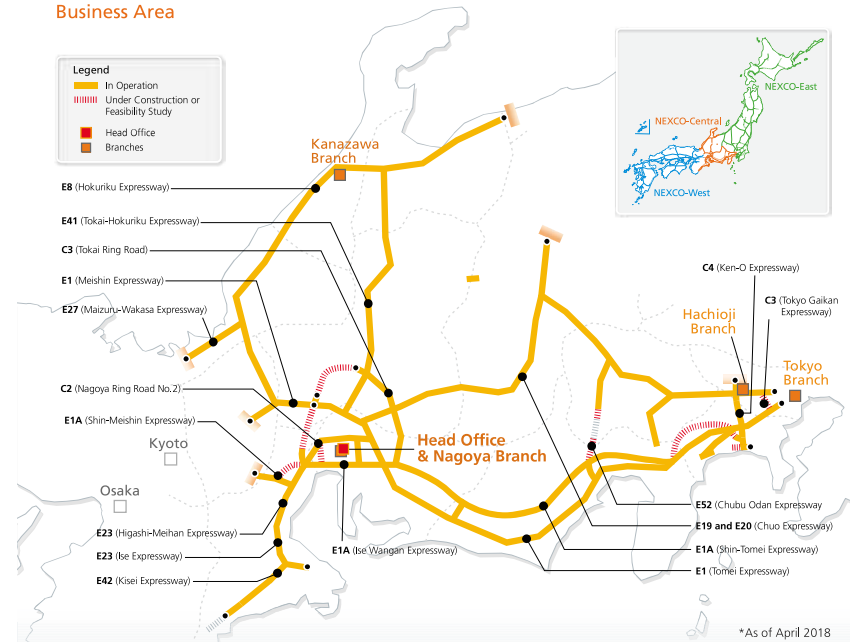 Business Area
Legend
In Operation
Under Construction or
Feasibility Study
Head Office
Branches
NEXCO-East
NEXCO-Central
NEXCO-West
Kanazawa
Branch
E8 (Hokuriku Expressway)
E41 (Tokai-Hokuriku Expressway)
C3 (Tokai Ring Road)
E1 (Meishin Expressway)
E27 (Maizuru-Wakasa Expressway)
C4 (Ken-O Expressway)
C3 (Tokyo Gaikan
Expressway)
Hachioji
Branch
Tokyo
Branch
C2 (Nagoya Ring Road No.2)
E1A (Shin-Meishin Expressway)
Kyoto
Osaka
Head Office
& Nagoya Branch
E23 (Higashi-Meihan Expressway)
E23 (Ise Expressway)
E42 (Kisei Expressway)
E1A (Ise Wangan Expressway)
E52 (Chubu Odan Expressway
E19 and E20 (Chuo Expressway)
E1A (Shin-Tomei Expressway)
E1 (Tomei Expressway)
*As of April 2018